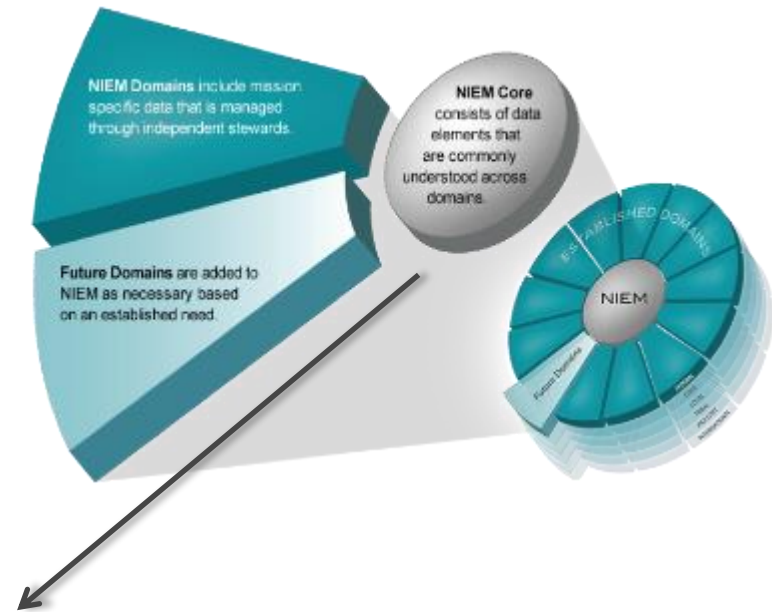 NIEM Domains include mission
specific data that is managed
through independent stewards.
NIEM Core
consists of data
elements that
are commonly
understood across
domains.
Future Domains are added to
NIEM as necessary based
on an established need.
ESTABLISHED DOMAINS
NIEM
Future Domains